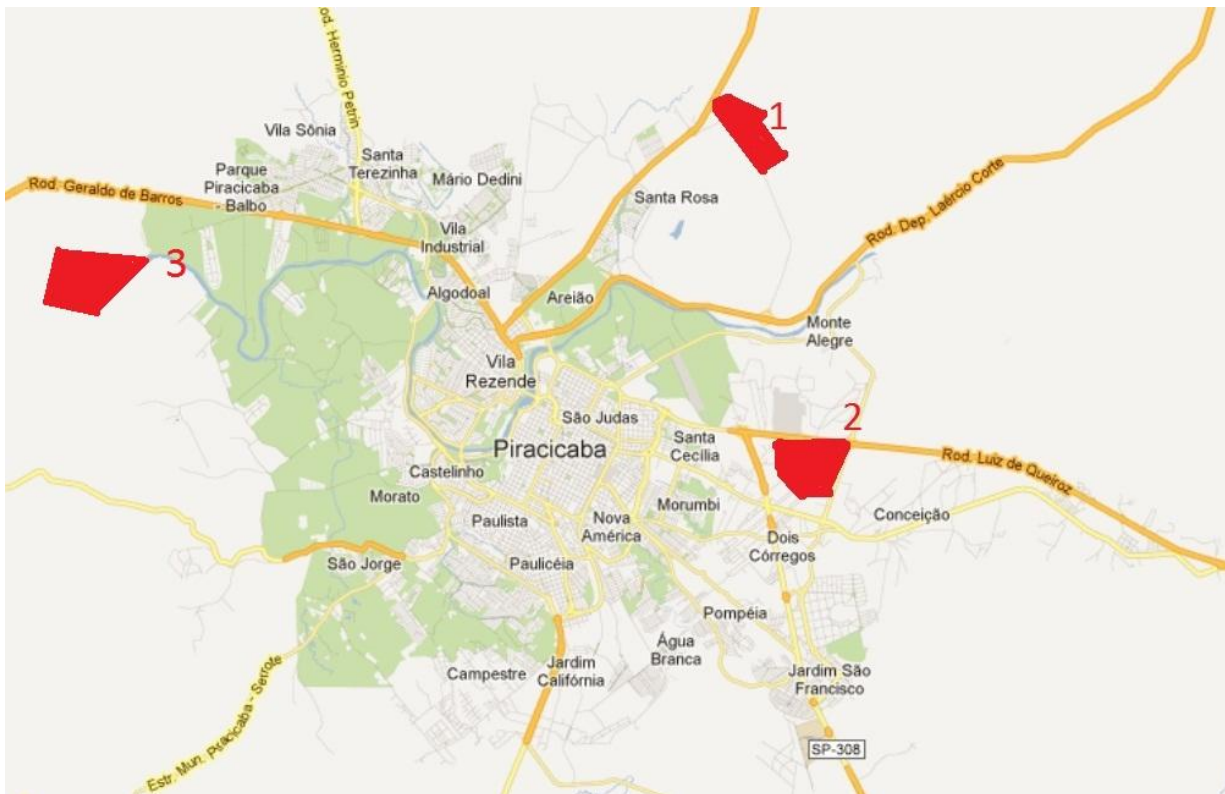 Rod. Hermínio Petrin
1
Vila Sônia
Santa
Terezinha
Parque
Piracicaba
- Balbo
Mário Dedini
Rod. Geraldo de Barros
Santa Rosa
Rod. Dep. Laércio Corte
Vila
Industrial
3
Algodoal
Areião
Monte
Alegre
Vila
Rezende
São Judas
2
Santa
Cecília
Piracicaba
Rod. Luiz de Queiroz
Castelinho
Morato
Morumbi
Conceição
Paulista
Nova
América
Dois
Córregos
São Jorge
Paulicéia
Pompéia
Água
Branca
Campestre
Jardim
Califórnia
Jardim São
Francisco
Estr. Mun. Piracicaba - Serrote
SP-308